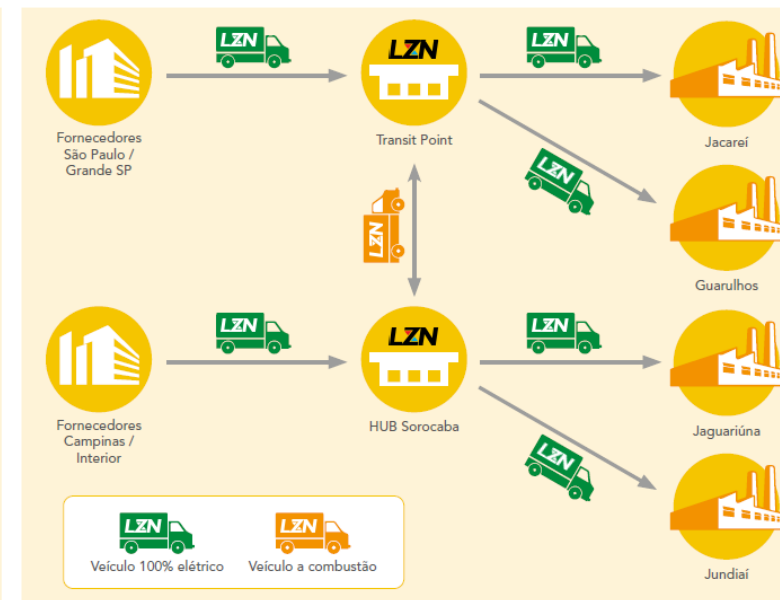 LZN
LZN
LZN
Fornecedores
São Paulo /
Grande SP
Transit Point
Jacareí
LZN
LZN
Guarulhos
LZN
LZN
LZN
Fornecedores
Campinas /
Interior
HUB Sorocaba
Jaguariúna
LZN
LZN
LZN
Veículo 100% elétrico
Veículo a combustão
Jundiaí